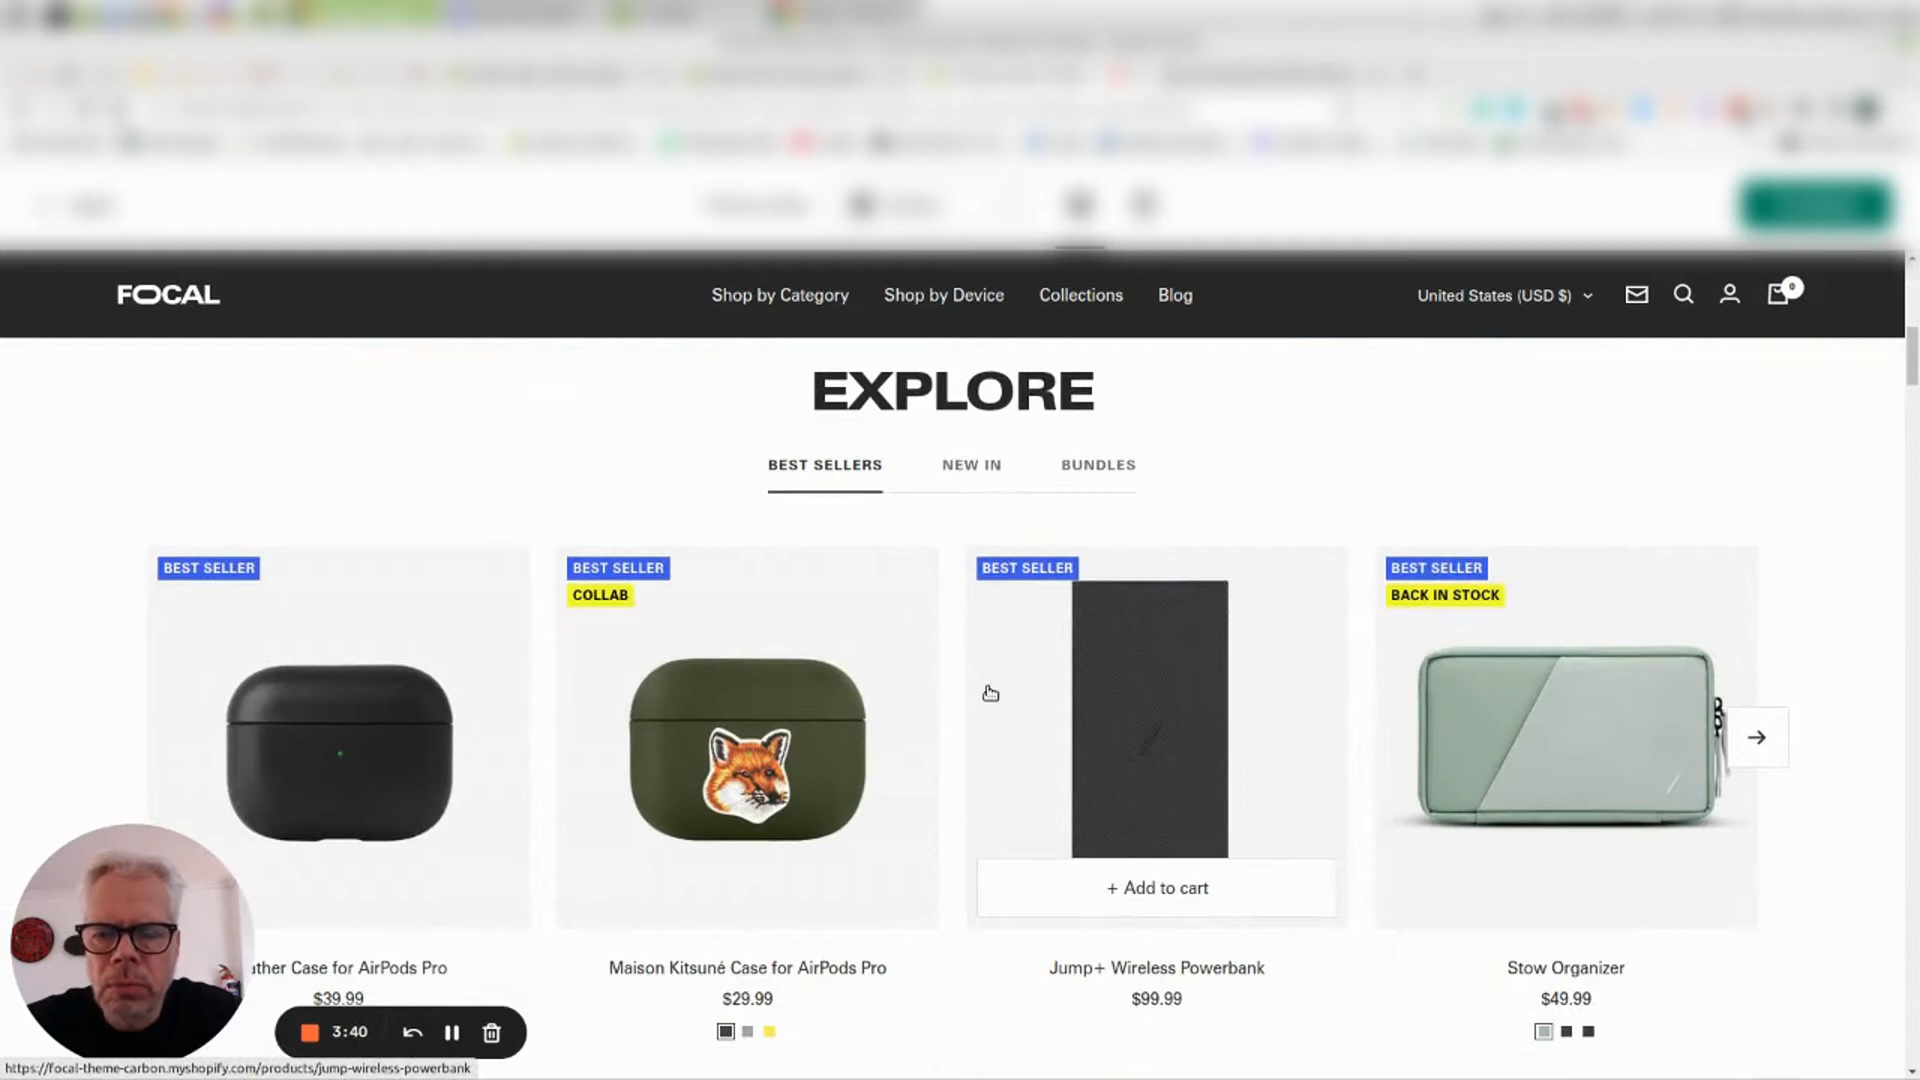 FOCAL
Shop by Category
Shop by Device
Collections
Blog
United States (USD $)
0
EXPLORE
BEST SELLERS
NEW IN
BUNDLES
BEST SELLER
BEST SELLER
COLLAB
BEST SELLER
BEST SELLER
BACK IN STOCK
+ Add to cart
ather Case for AirPods Pro
$39.99
Maison Kitsuné Case for AirPods Pro
$29.99
Jump+ Wireless Powerbank
$99.99
Stow Organizer
$49.99
3:40
https://focal-theme-carbon.myshopify.com/products/jump-wireless-powerbank